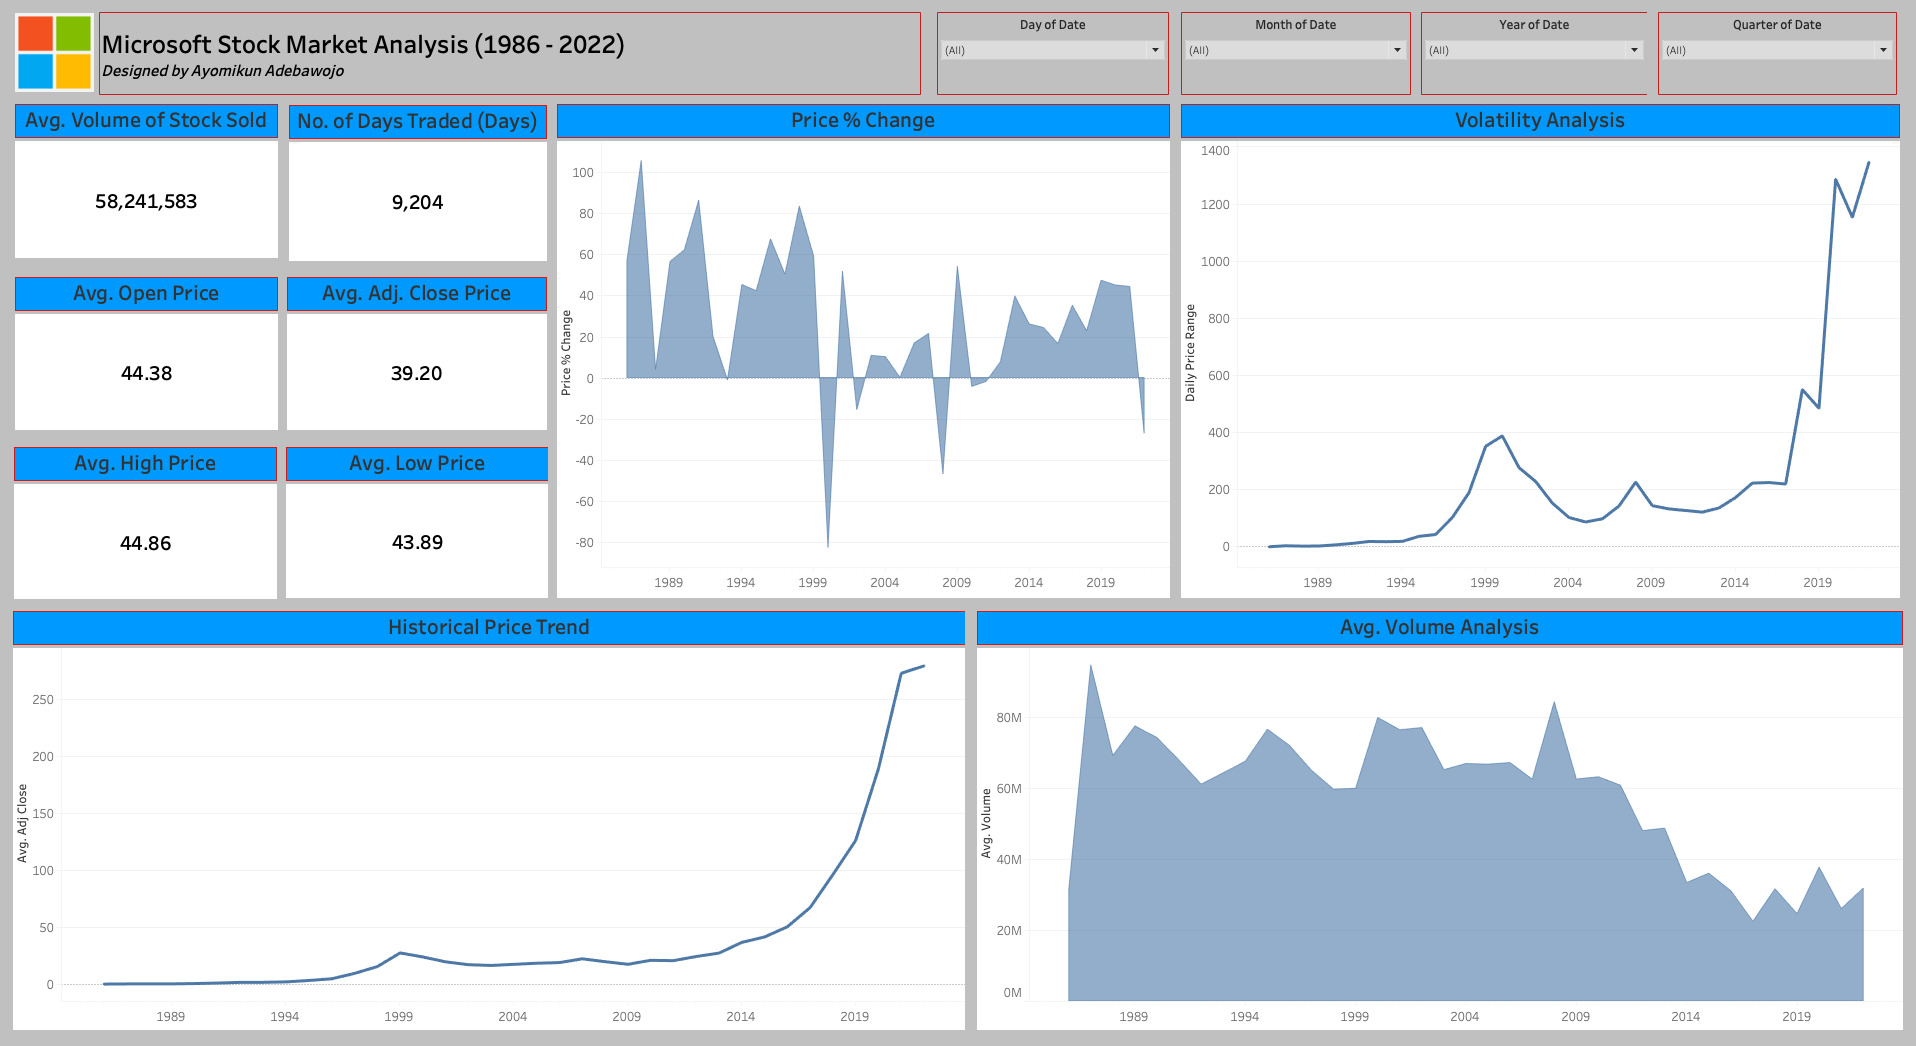 Microsoft Stock Market Analysis (1986 - 2022)
Designed by Ayomikun Adebawojo
Day of Date
(All)
Month of Date
(All)
Year of Date
(All)
Quarter of Date
(All)
Avg. Volume of Stock Sold
58,241,583
No. of Days Traded (Days)
9,204
Avg. Open Price
44.38
Avg. Adj. Close Price
39.20
Avg. High Price
44.86
Avg. Low Price
43.89
Price % Change
Price % Change
100
80
60
40
20
0
-20
-40
-60
-80
1989 1994 1999 2004 2009 2014 2019
Volatility Analysis
Daily Price Range
1400
1200
1000
800
600
400
200
0
1989 1994 1999 2004 2009 2014 2019
Historical Price Trend
Avg. Adj Close
250
200
150
100
50
0
1989 1994 1999 2004 2009 2014 2019
Avg. Volume Analysis
Avg. Volume
80M
60M
40M
20M
0M
1989 1994 1999 2004 2009 2014 2019